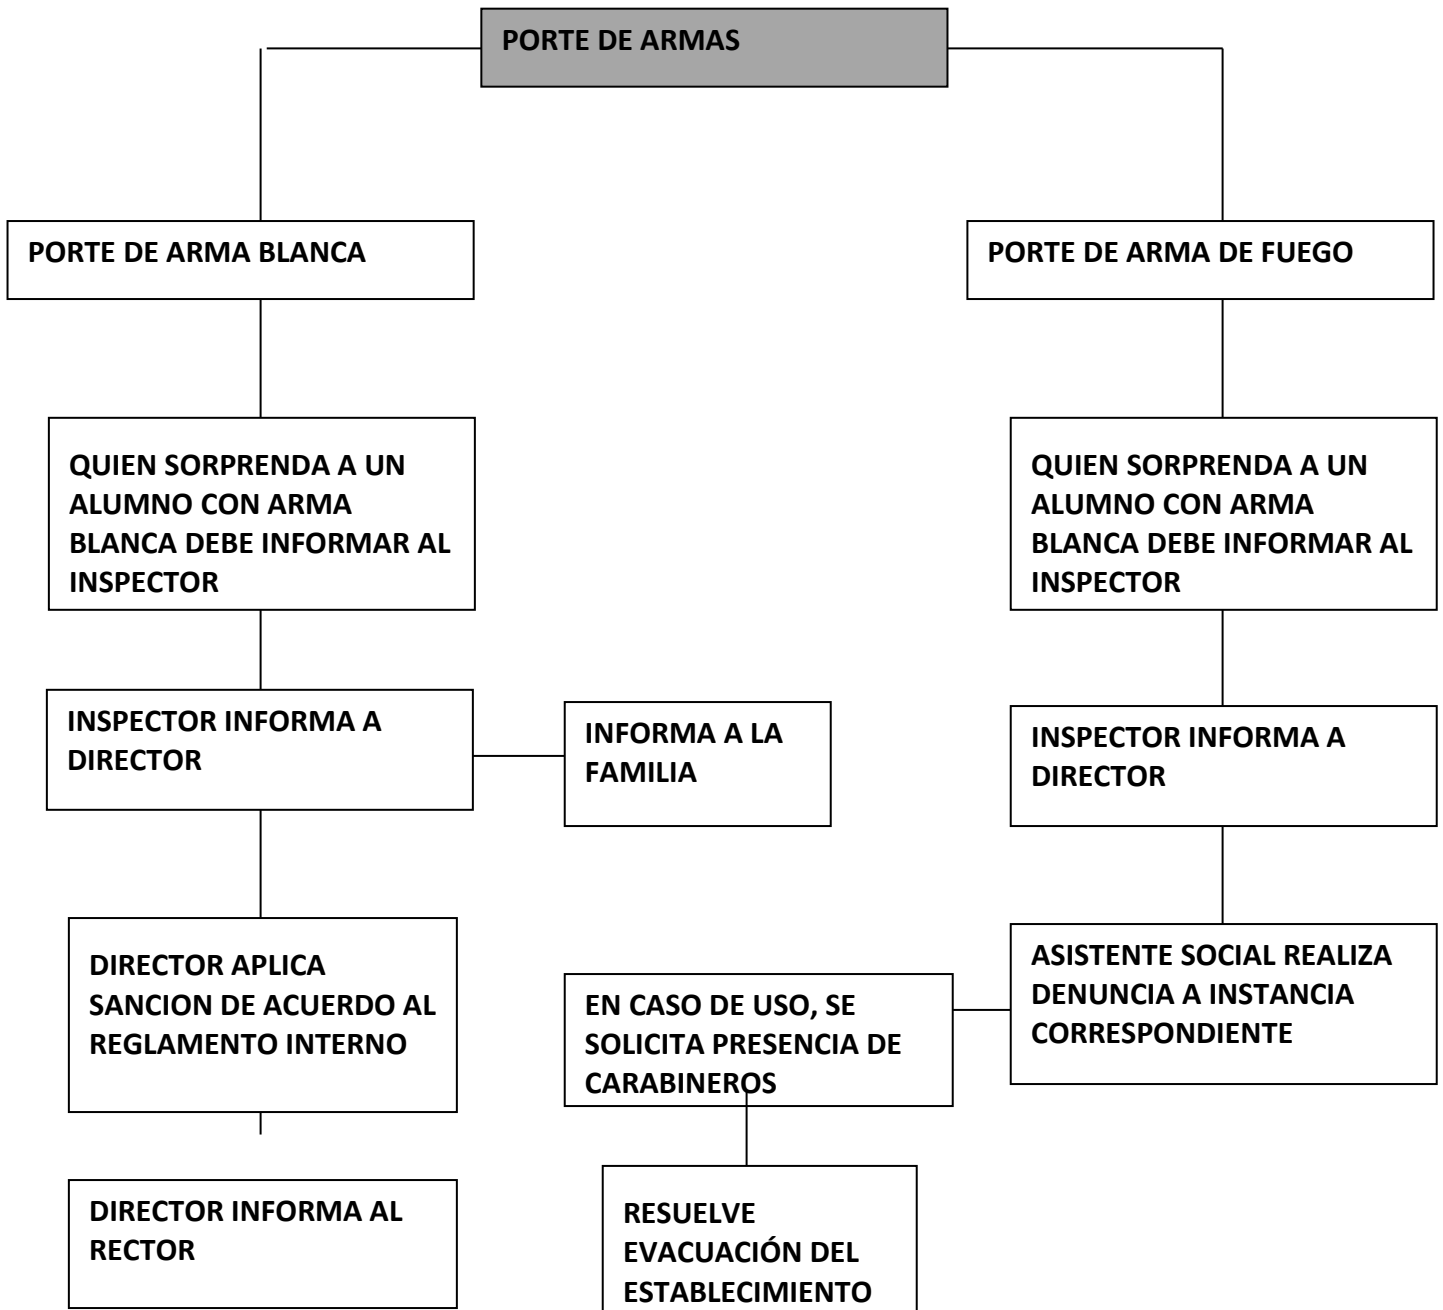 PORTE DE ARMAS
PORTE DE ARMA BLANCA
PORTE DE ARMA DE FUEGO
QUIEN SORPRENDA A UN
ALUMNO CON ARMA
BLANCA DEBE INFORMAR AL
INSPECTOR
QUIEN SORPRENDA A UN
ALUMNO CON ARMA
BLANCA DEBE INFORMAR AL
INSPECTOR
INSPECTOR INFORMA A
DIRECTOR
INFORMA A LA
FAMILIA
INSPECTOR INFORMA A
DIRECTOR
DIRECTOR APLICA
SANCION DE ACUERDO AL
REGLAMENTO INTERNO
EN CASO DE USO, SE
SOLICITA PRESENCIA DE
CARABINEROS
ASISTENTE SOCIAL REALIZA
DENUNCIA A INSTANCIA
CORRESPONDIENTE
DIRECTOR INFORMA AL
RECTOR
RESUELVE
EVACUACIÓN DEL
ESTABLECIMIENTO